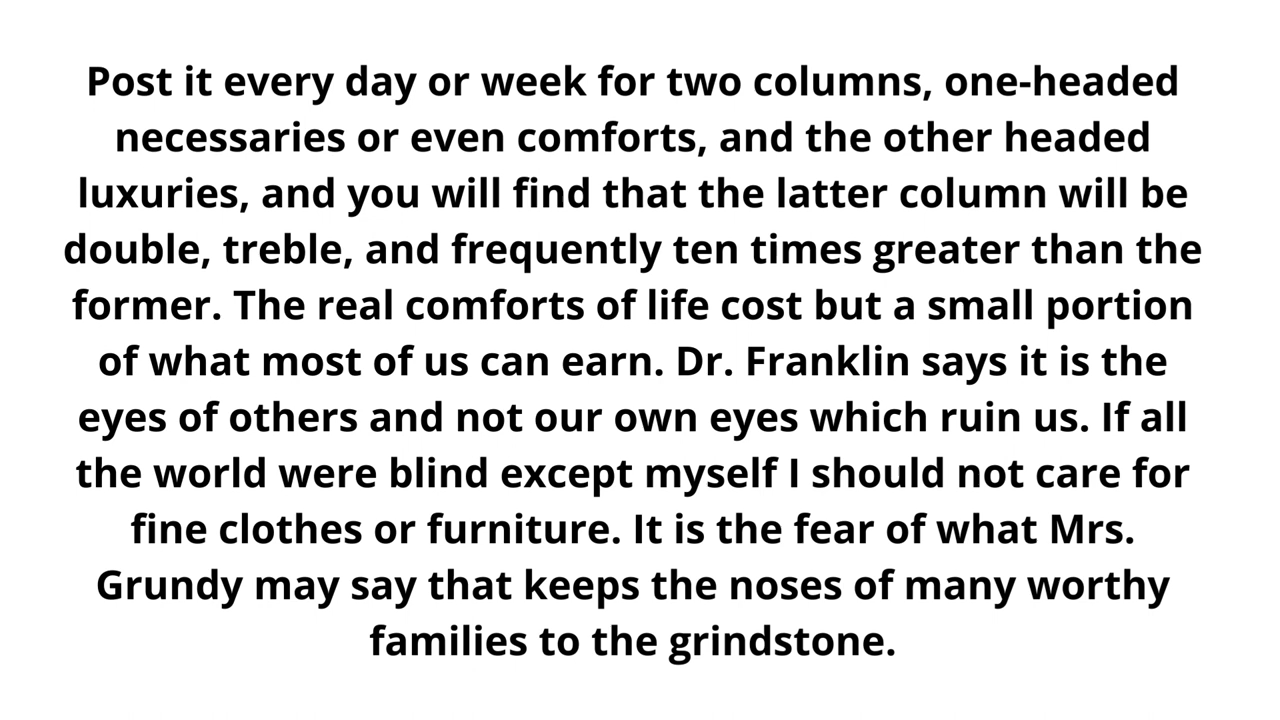 Post it every day or week for two columns, one-headed
necessaries or even comforts, and the other headed
luxuries, and you will find that the latter column will be
double, treble, and frequently ten times greater than the
former. The real comforts of life cost but a small portion
of what most of us can earn. Dr. Franklin says it is the
eyes of others and not our own eyes which ruin us. If all
the world were blind except myself I should not care for
fine clothes or furniture. It is the fear of what Mrs.
Grundy may say that keeps the noses of many worthy
families to the grindstone.